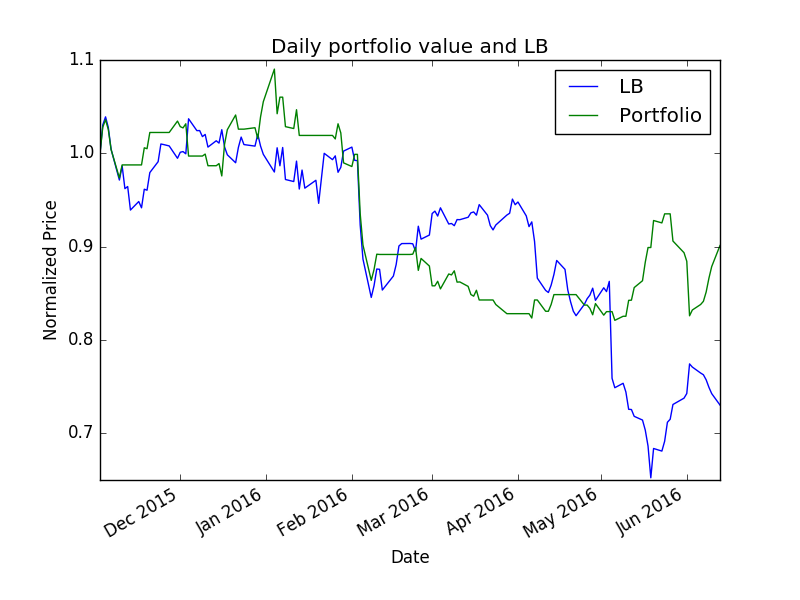 Daily portfolio value and LB
1.1
1.0
0.9
0.8
0.7
Normalized Price
LB
Portfolio
Dec 2015
Jan 2016
Feb 2016
Mar 2016
Apr 2016
May 2016
Jun 2016
Date